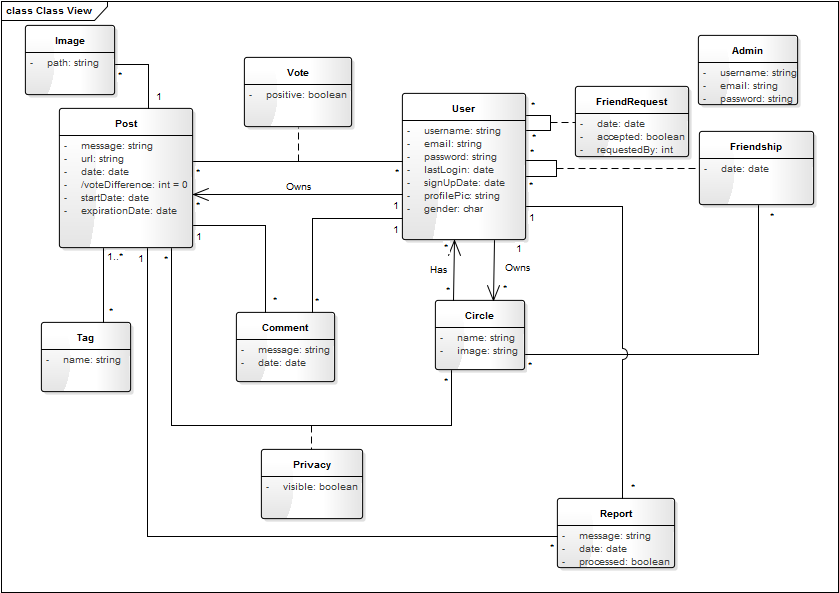 class Class View
Image
- path: string
*
1
Vote
- positive: boolean
Admin
- username: string
- email: string
- password: string
Post
- message: string
- url: string
- date: date
- /voteDifference: int = 0
- startDate: date
- expirationDate: date
User
- username: string
- email: string
- password: string
- lastLogin: date
- signUpDate: date
- profilePic: string
- gender: char
*
*
*
*
FriendRequest
- date: date
- accepted: boolean
- requestedBy: int
Friendship
- date: date
*
*
*
Owns
*
1
1
1
1
1
*
Has
*
Owns
*
1..*
1
*
*
*
*
*
Tag
- name: string
Comment
- message: string
- date: date
Circle
- name: string
- image: string
*
*
Privacy
- visible: boolean
*
*
Report
- message: string
- date: date
- processed: boolean